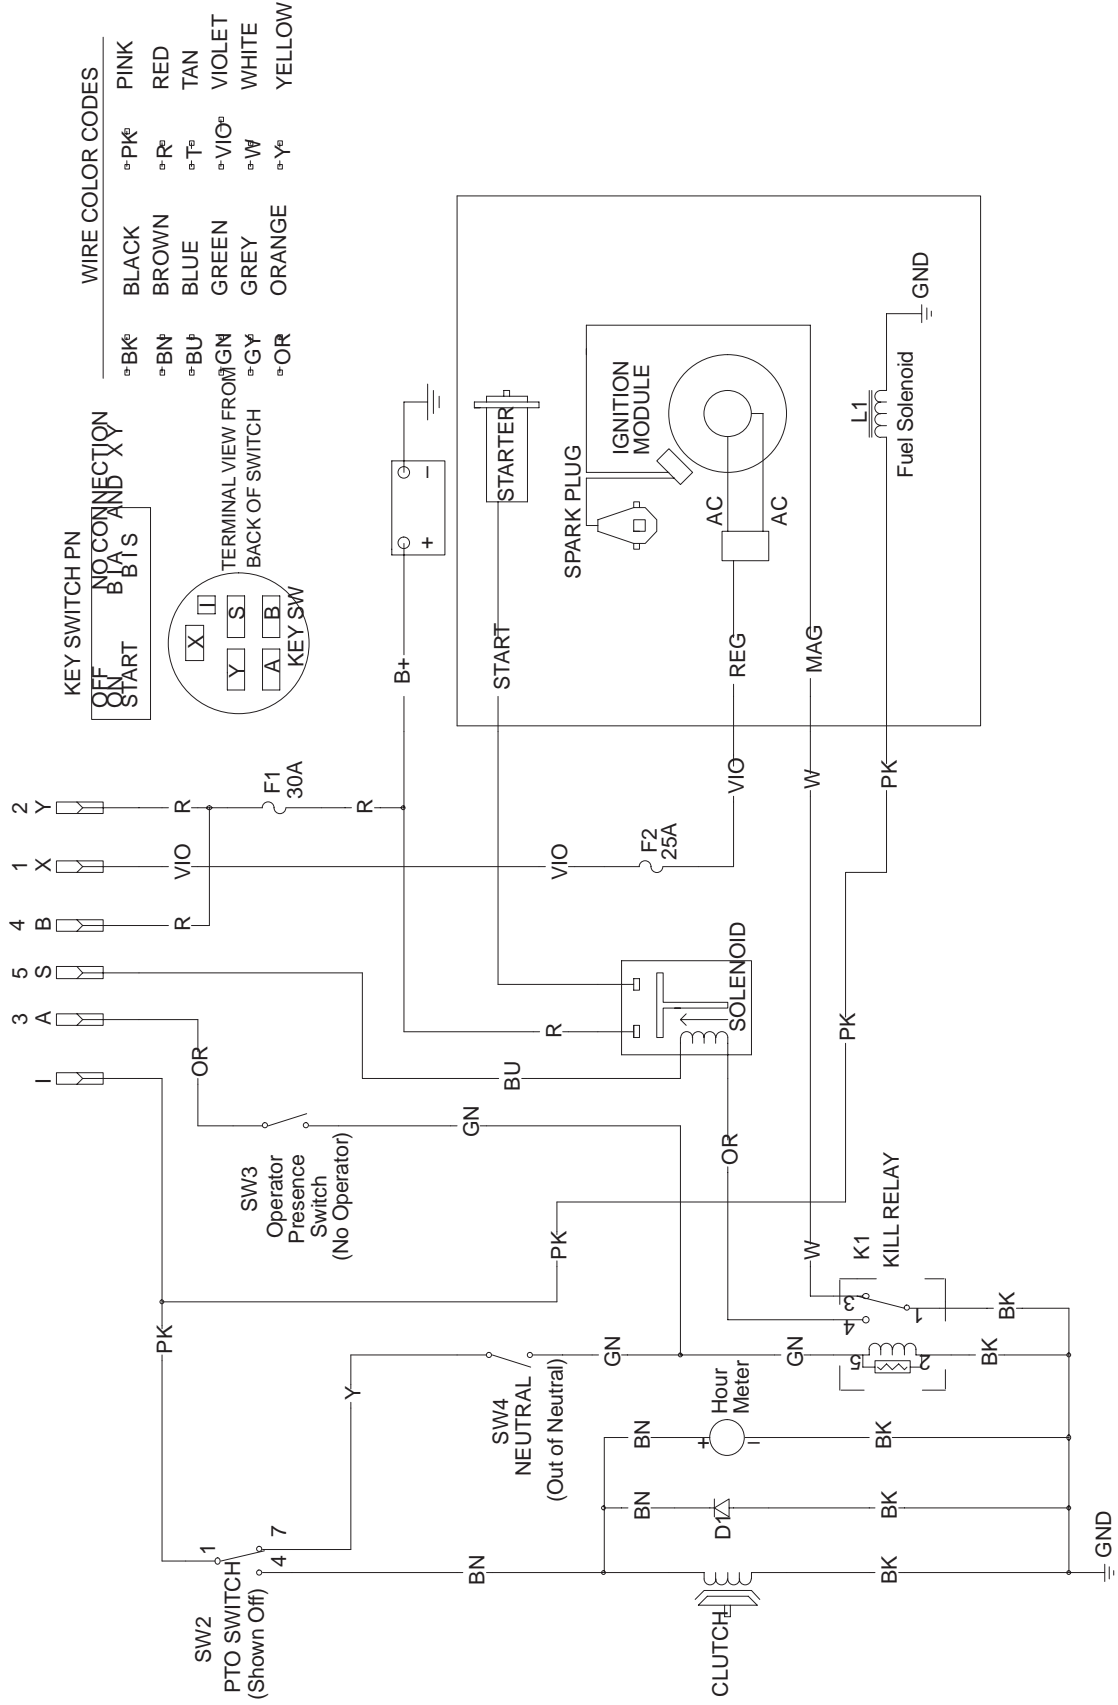 WIRE COLOR CODES
BK BLACK PK PINK
BN BROWN R RED
BU BLUE T TAN
GN GREEN VIO VIOLET
GY GREY W WHITE
OR ORANGE Y YELLOW
KEY SWITCH PN
OFF NO CONNECTION
ON B I A AND X Y
START B I S
TERMINAL VIEW FROM
BACK OF SWITCH
X I
Y S
A B
KEY SW
I
3 A
5 S
4 B
1 X
2 Y
OR
R
VIO
R
F1
30A
R
B+
+ −
START
STARTER
SPARK PLUG
IGNITION
MODULE
AC
AC
REG
MAG
L1
Fuel Solenoid
GND
VIO
W
PK
VIO
F2
25A
R
BU
SOLENOID
OR
PK
GN
SW3
Operator
Presence
Switch
(No Operator)
PK
PK
W
K1
KILL RELAY
3
4
1
5
2
BK
BK
GN
GN
Y
SW4
NEUTRAL
(Out of Neutral)
Hour
Meter
+ −
BN
BK
BN
D1
BK
SW2
PTO SWITCH
(Shown Off)
1
4
7
BN
CLUTCH
BK
GND